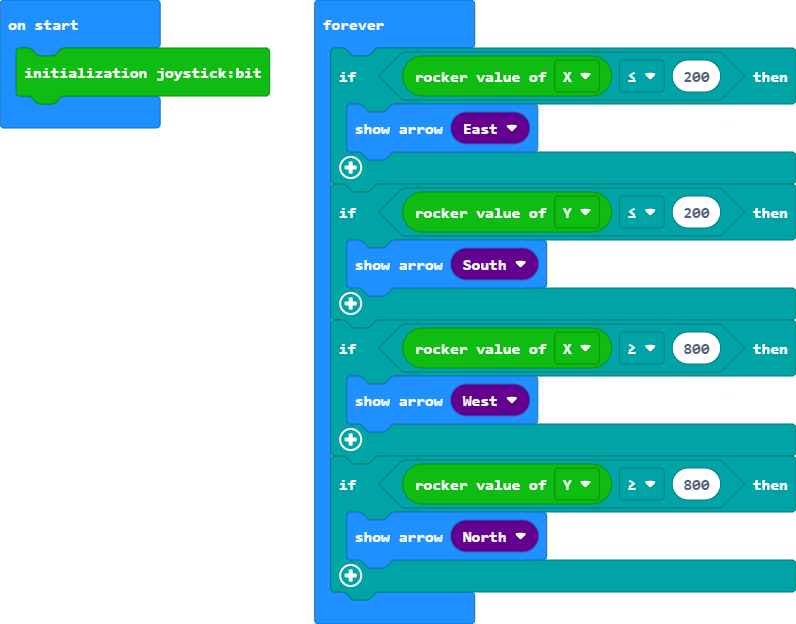 on start
initialization joystick:bit
forever
if rocker value of X ≤ 200 then
show arrow East
if rocker value of Y ≤ 200 then
show arrow South
if rocker value of X ≥ 800 then
show arrow West
if rocker value of Y ≥ 800 then
show arrow North